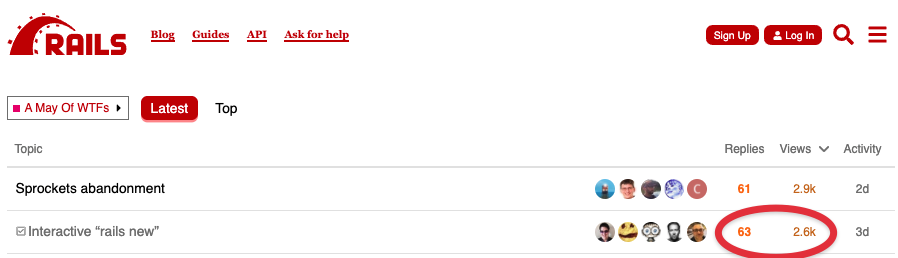 RAILS Blog Guides API Ask for help Sign Up Log In
A May Of WTFs Latest Top
Topic Replies Views Activity
Sprockets abandonment C 61 2.9k 2d
Interactive “rails new” 63 2.6k 3d